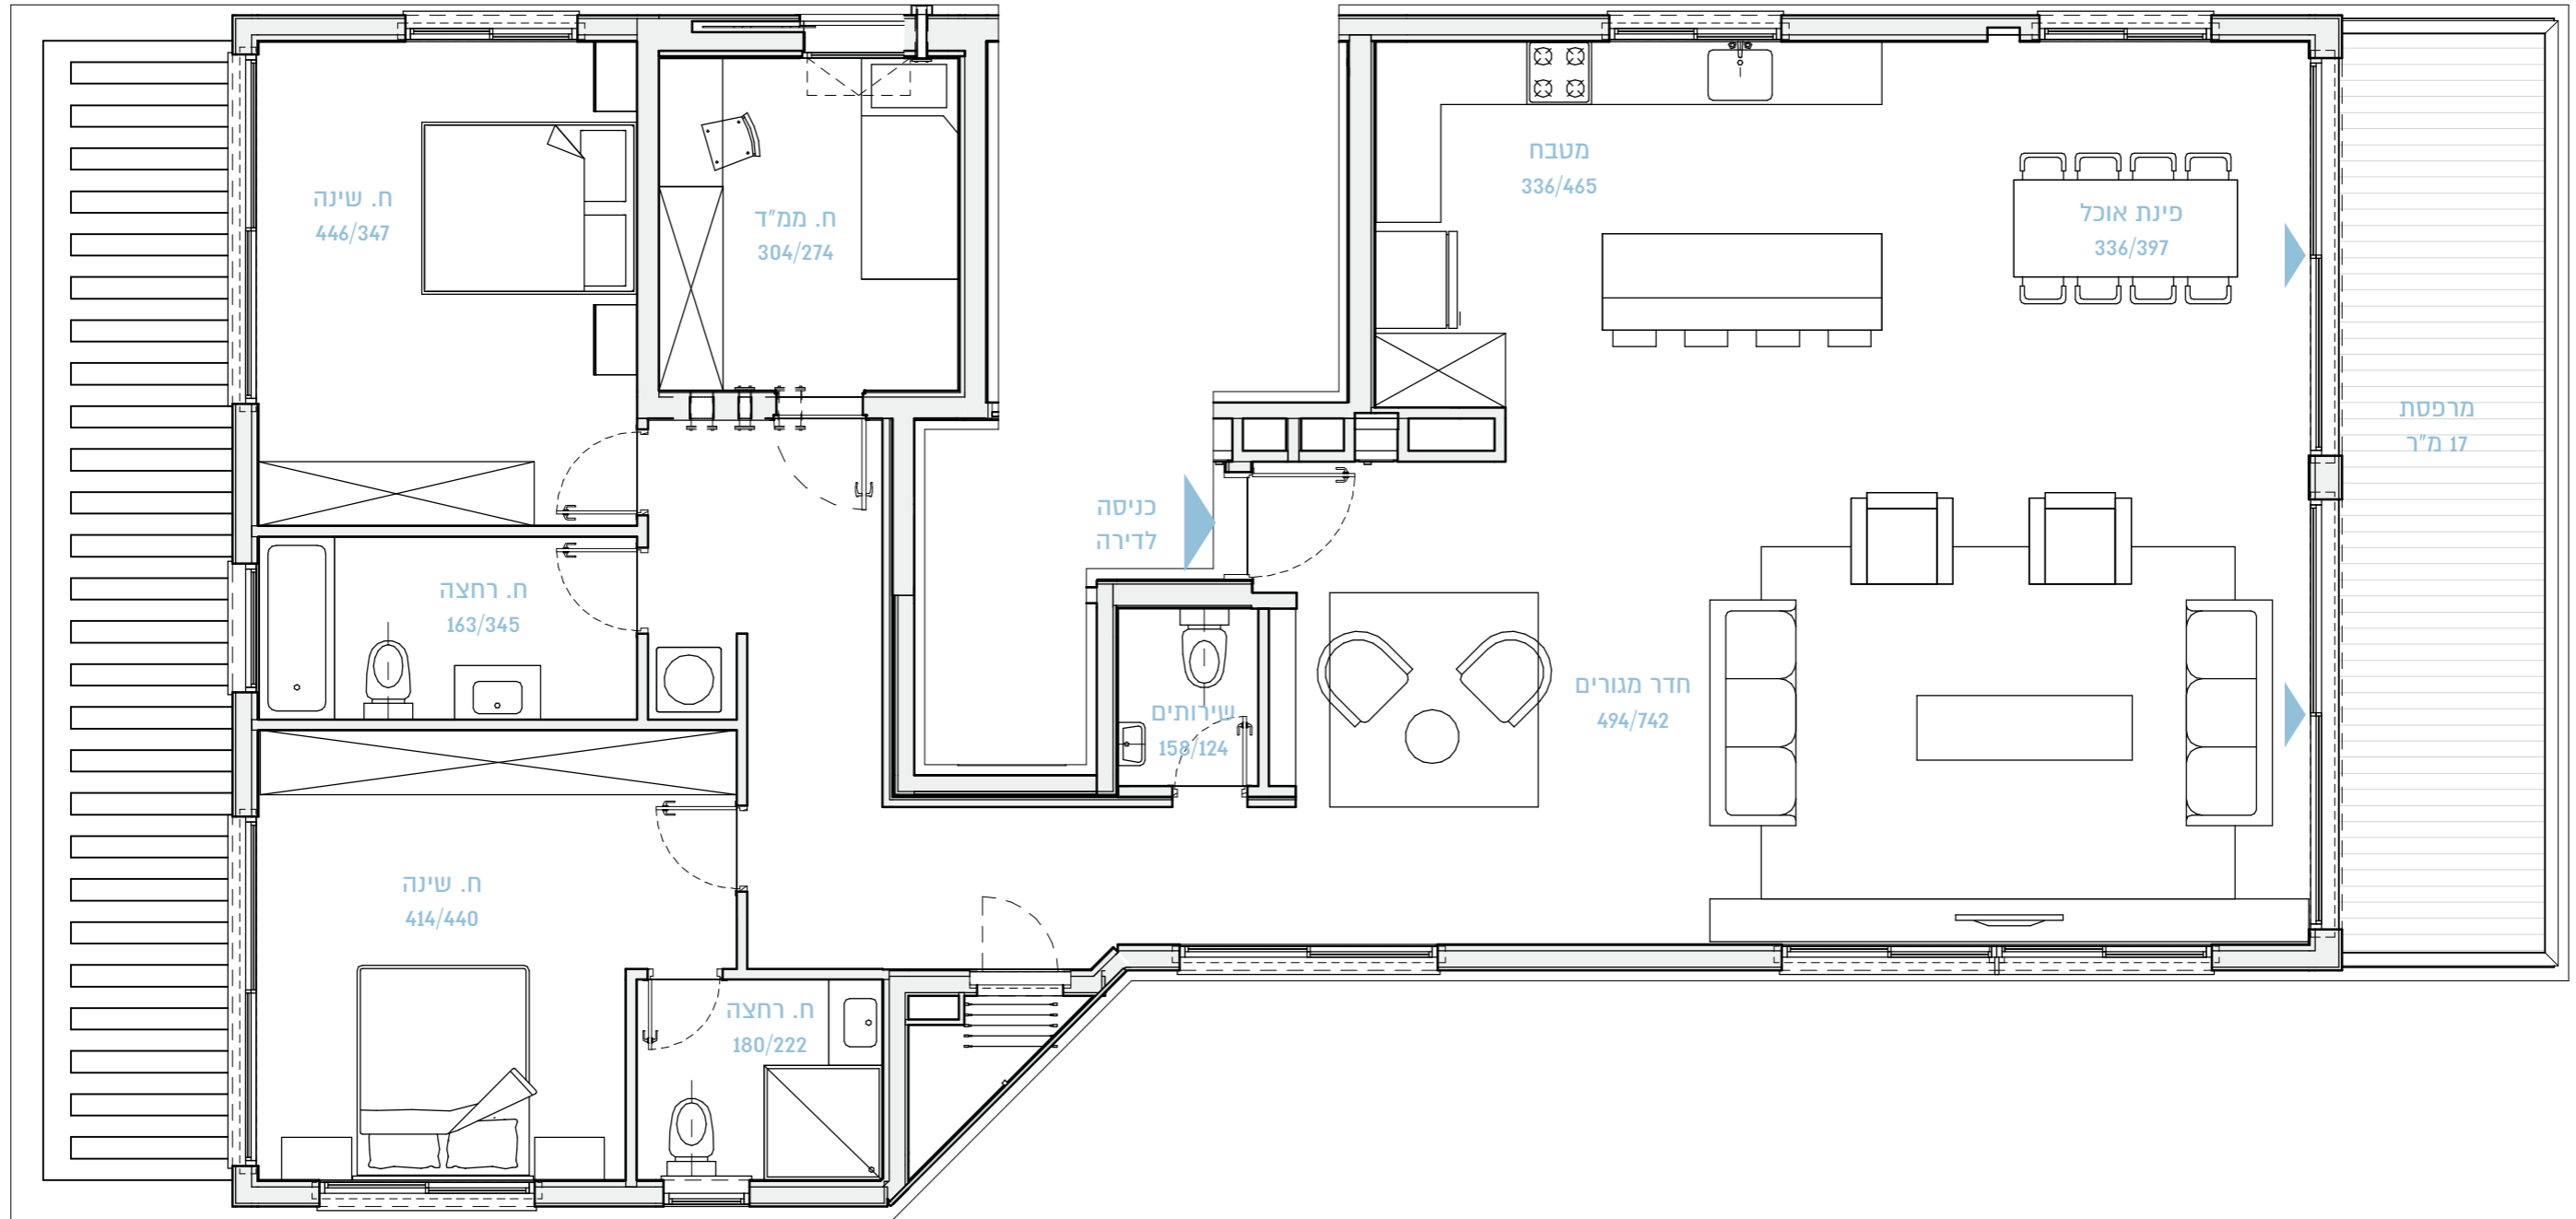 מטבח
336/465
פינת אוכל
336/397
ח. שינה
446/347
ח. ממ"ד
304/274
מרפסת
17 מ"ר
כניסה
לדירה
ח. רחצה
163/345
חדר מגורים
494/742
שירותים
158/124
ח. שינה
414/440
ח. רחצה
180/222